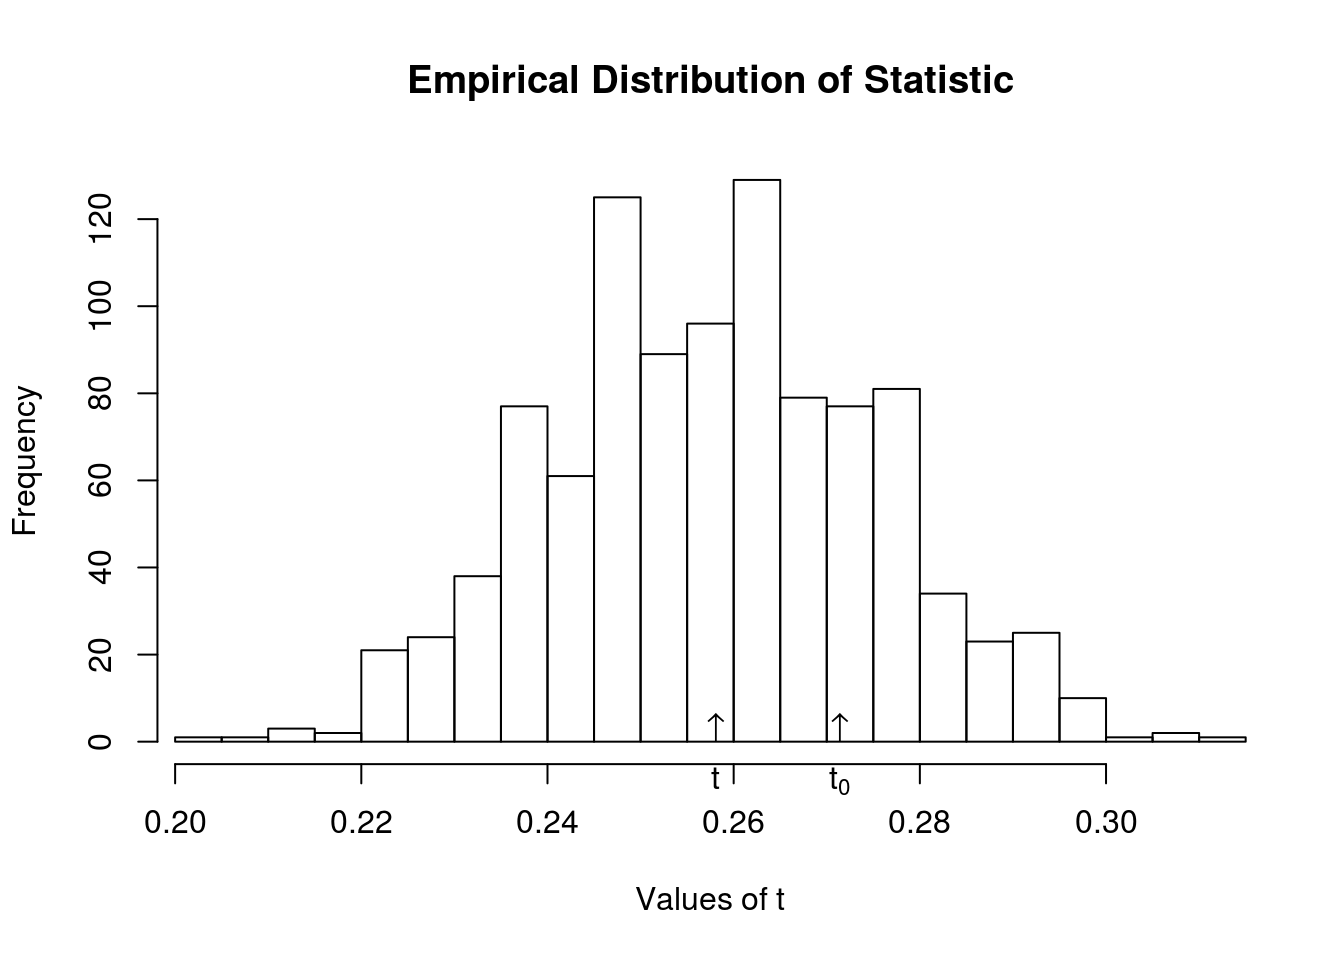 Empirical Distribution of Statistic
Frequency
120
100
80
60
40
20
0
t t₀
0.20 0.22 0.24 0.26 0.28 0.30
Values of t